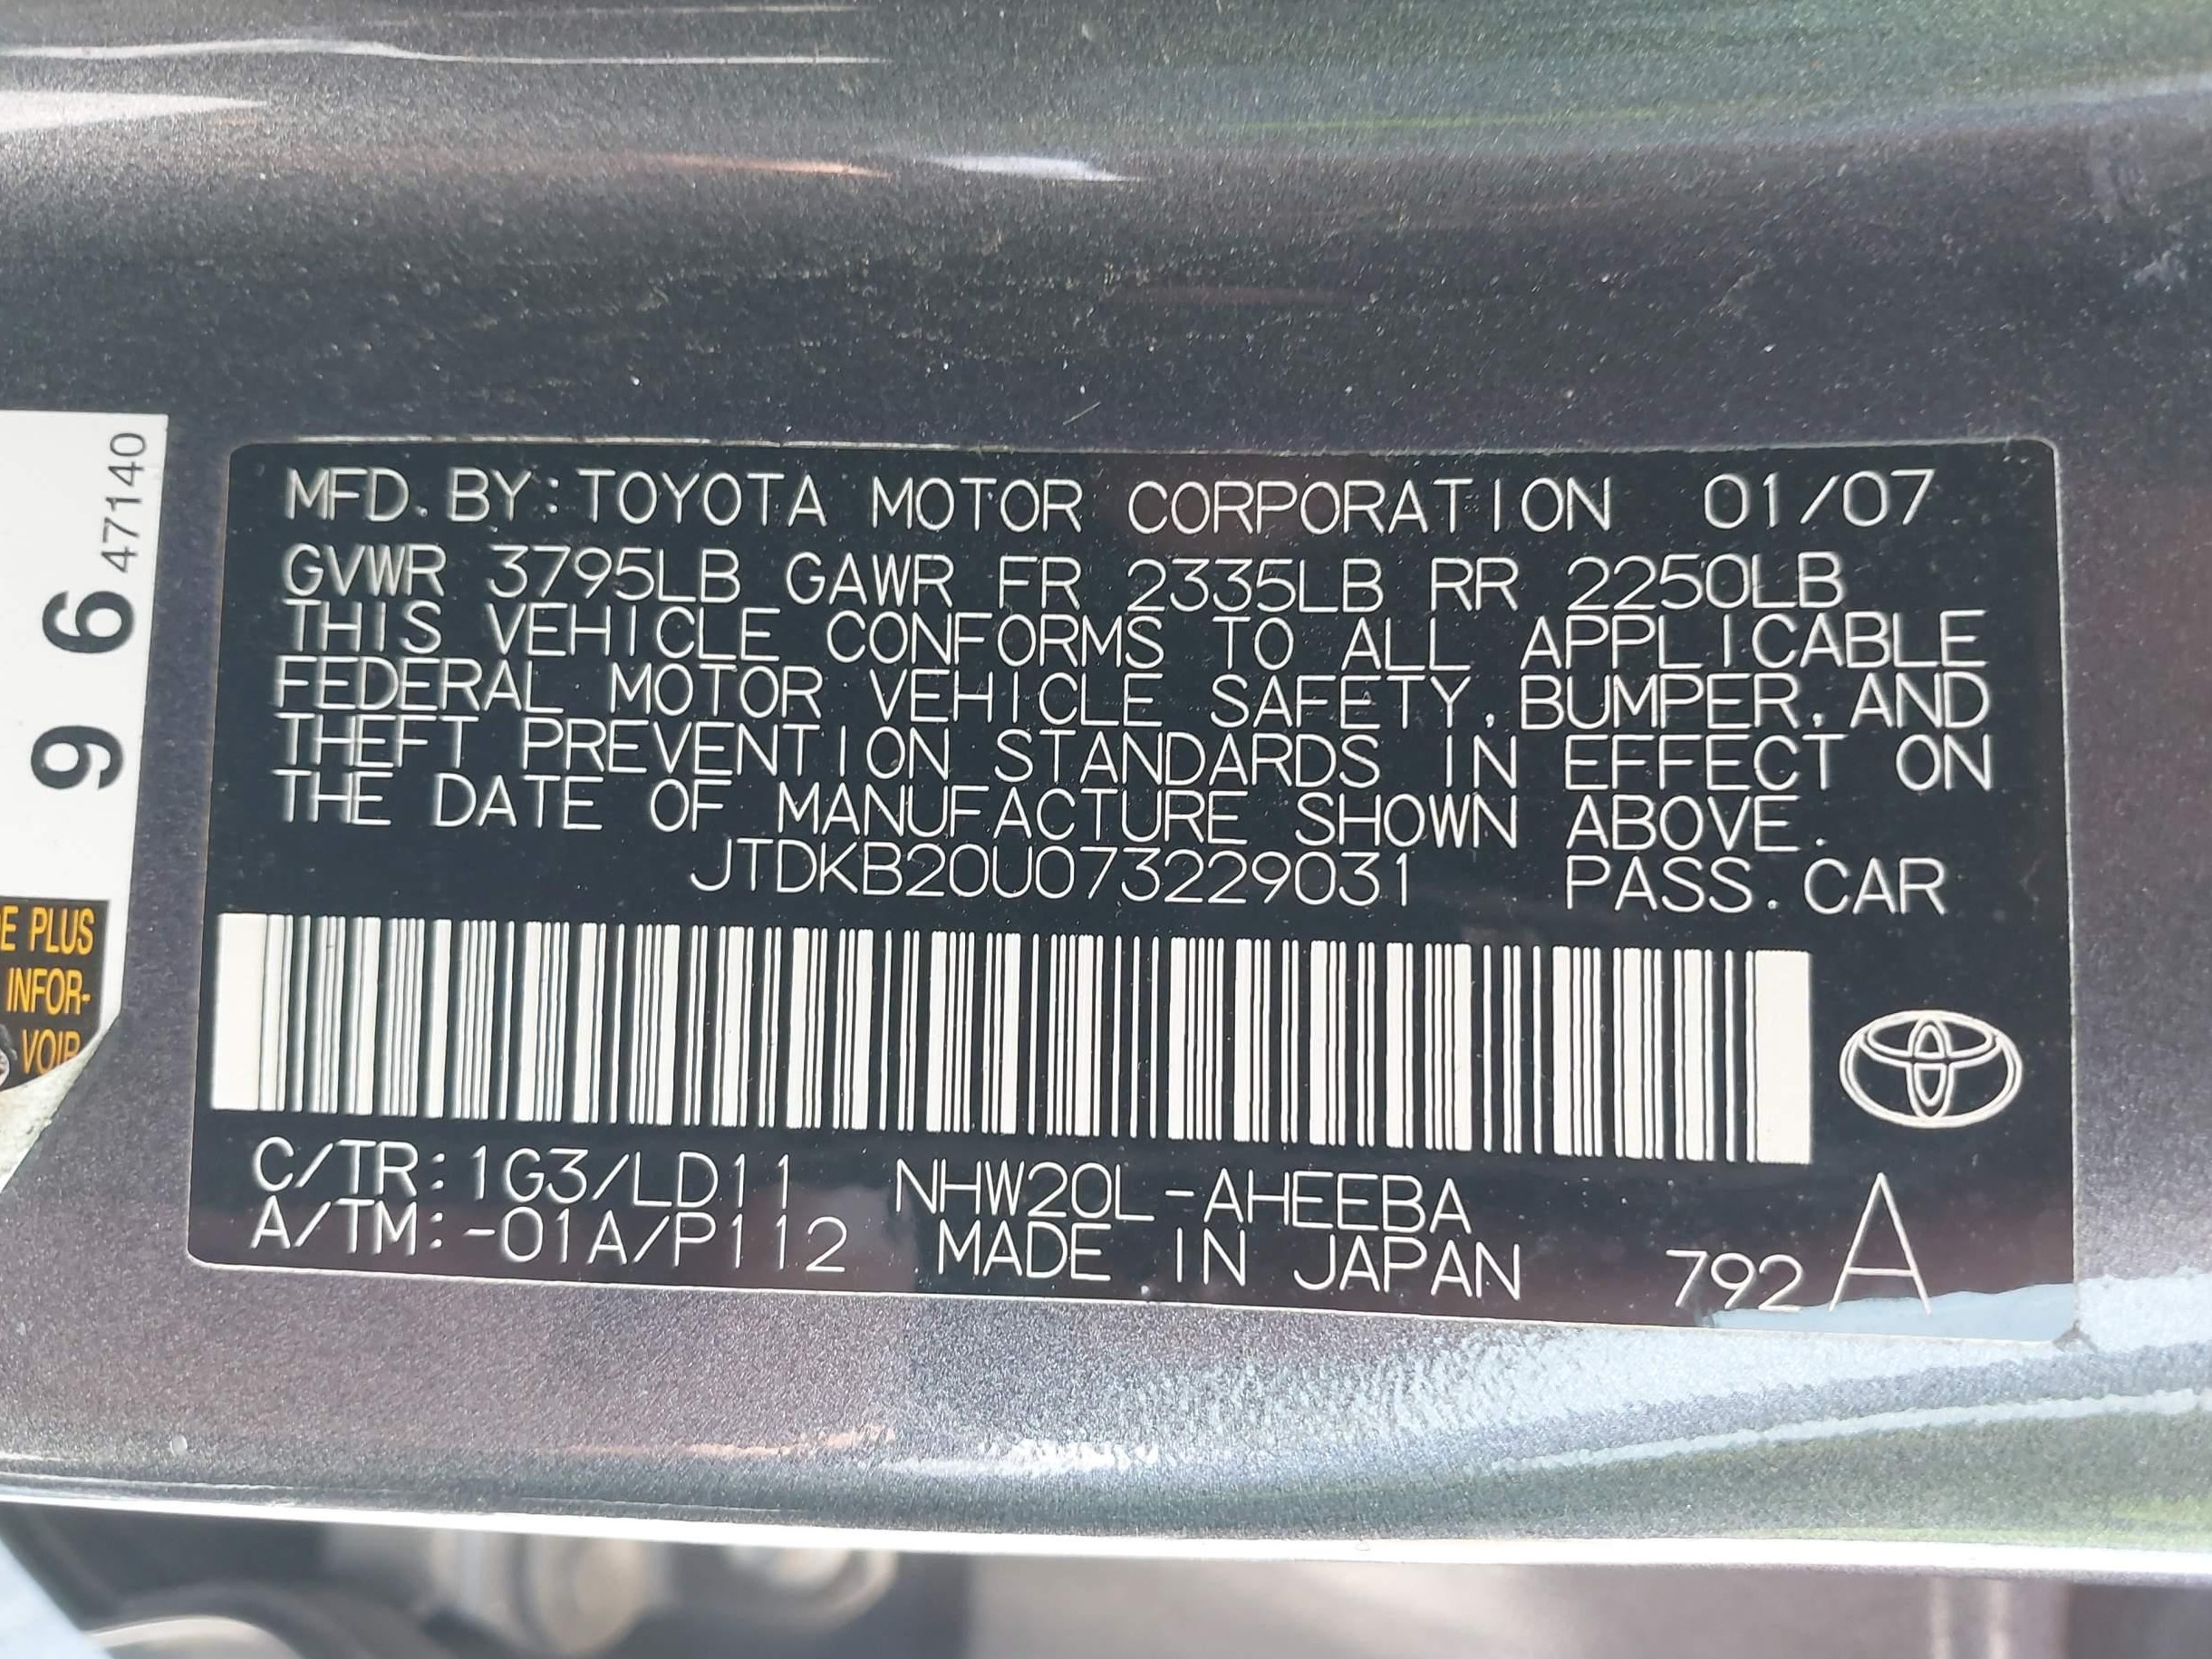 47140
9 6
E PLUS
INFOR-
VOIR
MFD. BY: TOYOTA MOTOR CORPORATION 01/07
GVWR 3795LB GAWR FR 2335LB RR 2250LB
THIS VEHICLE CONFORMS TO ALL APPLICABLE
FEDERAL MOTOR VEHICLE SAFETY, BUMPER, AND
THEFT PREVENTION STANDARDS IN EFFECT ON
THE DATE OF MANUFACTURE SHOWN ABOVE.
JTDKB20U073229031 PASS. CAR
C/TR: 1G3/LD11 NHW20L-AHEEBA
A/TM: -01A/P112 MADE IN JAPAN 792 A